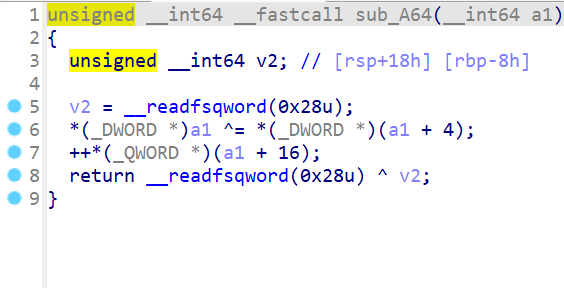 1 unsigned __int64 __fastcall sub_A64(__int64 a1)
2 {
3   unsigned __int64 v2; // [rsp+18h] [rbp-8h]
4
5   v2 = __readfsqword(0x28u);
6   *(_DWORD *)a1 ^= *(_DWORD *)(a1 + 4);
7   ++*(_QWORD *)(a1 + 16);
8   return __readfsqword(0x28u) ^ v2;
9 }